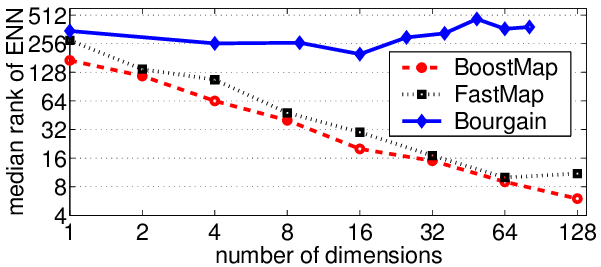 512
256
128
64
32
16
8
4
median rank of ENN
BoostMap
FastMap
Bourgain
1 2 4 8 16 32 64 128
number of dimensions